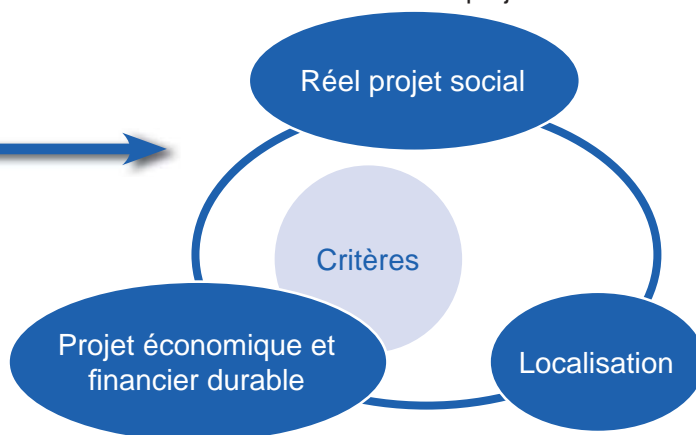 Réel projet social
Critères
Projet économique et
financier durable
Localisation